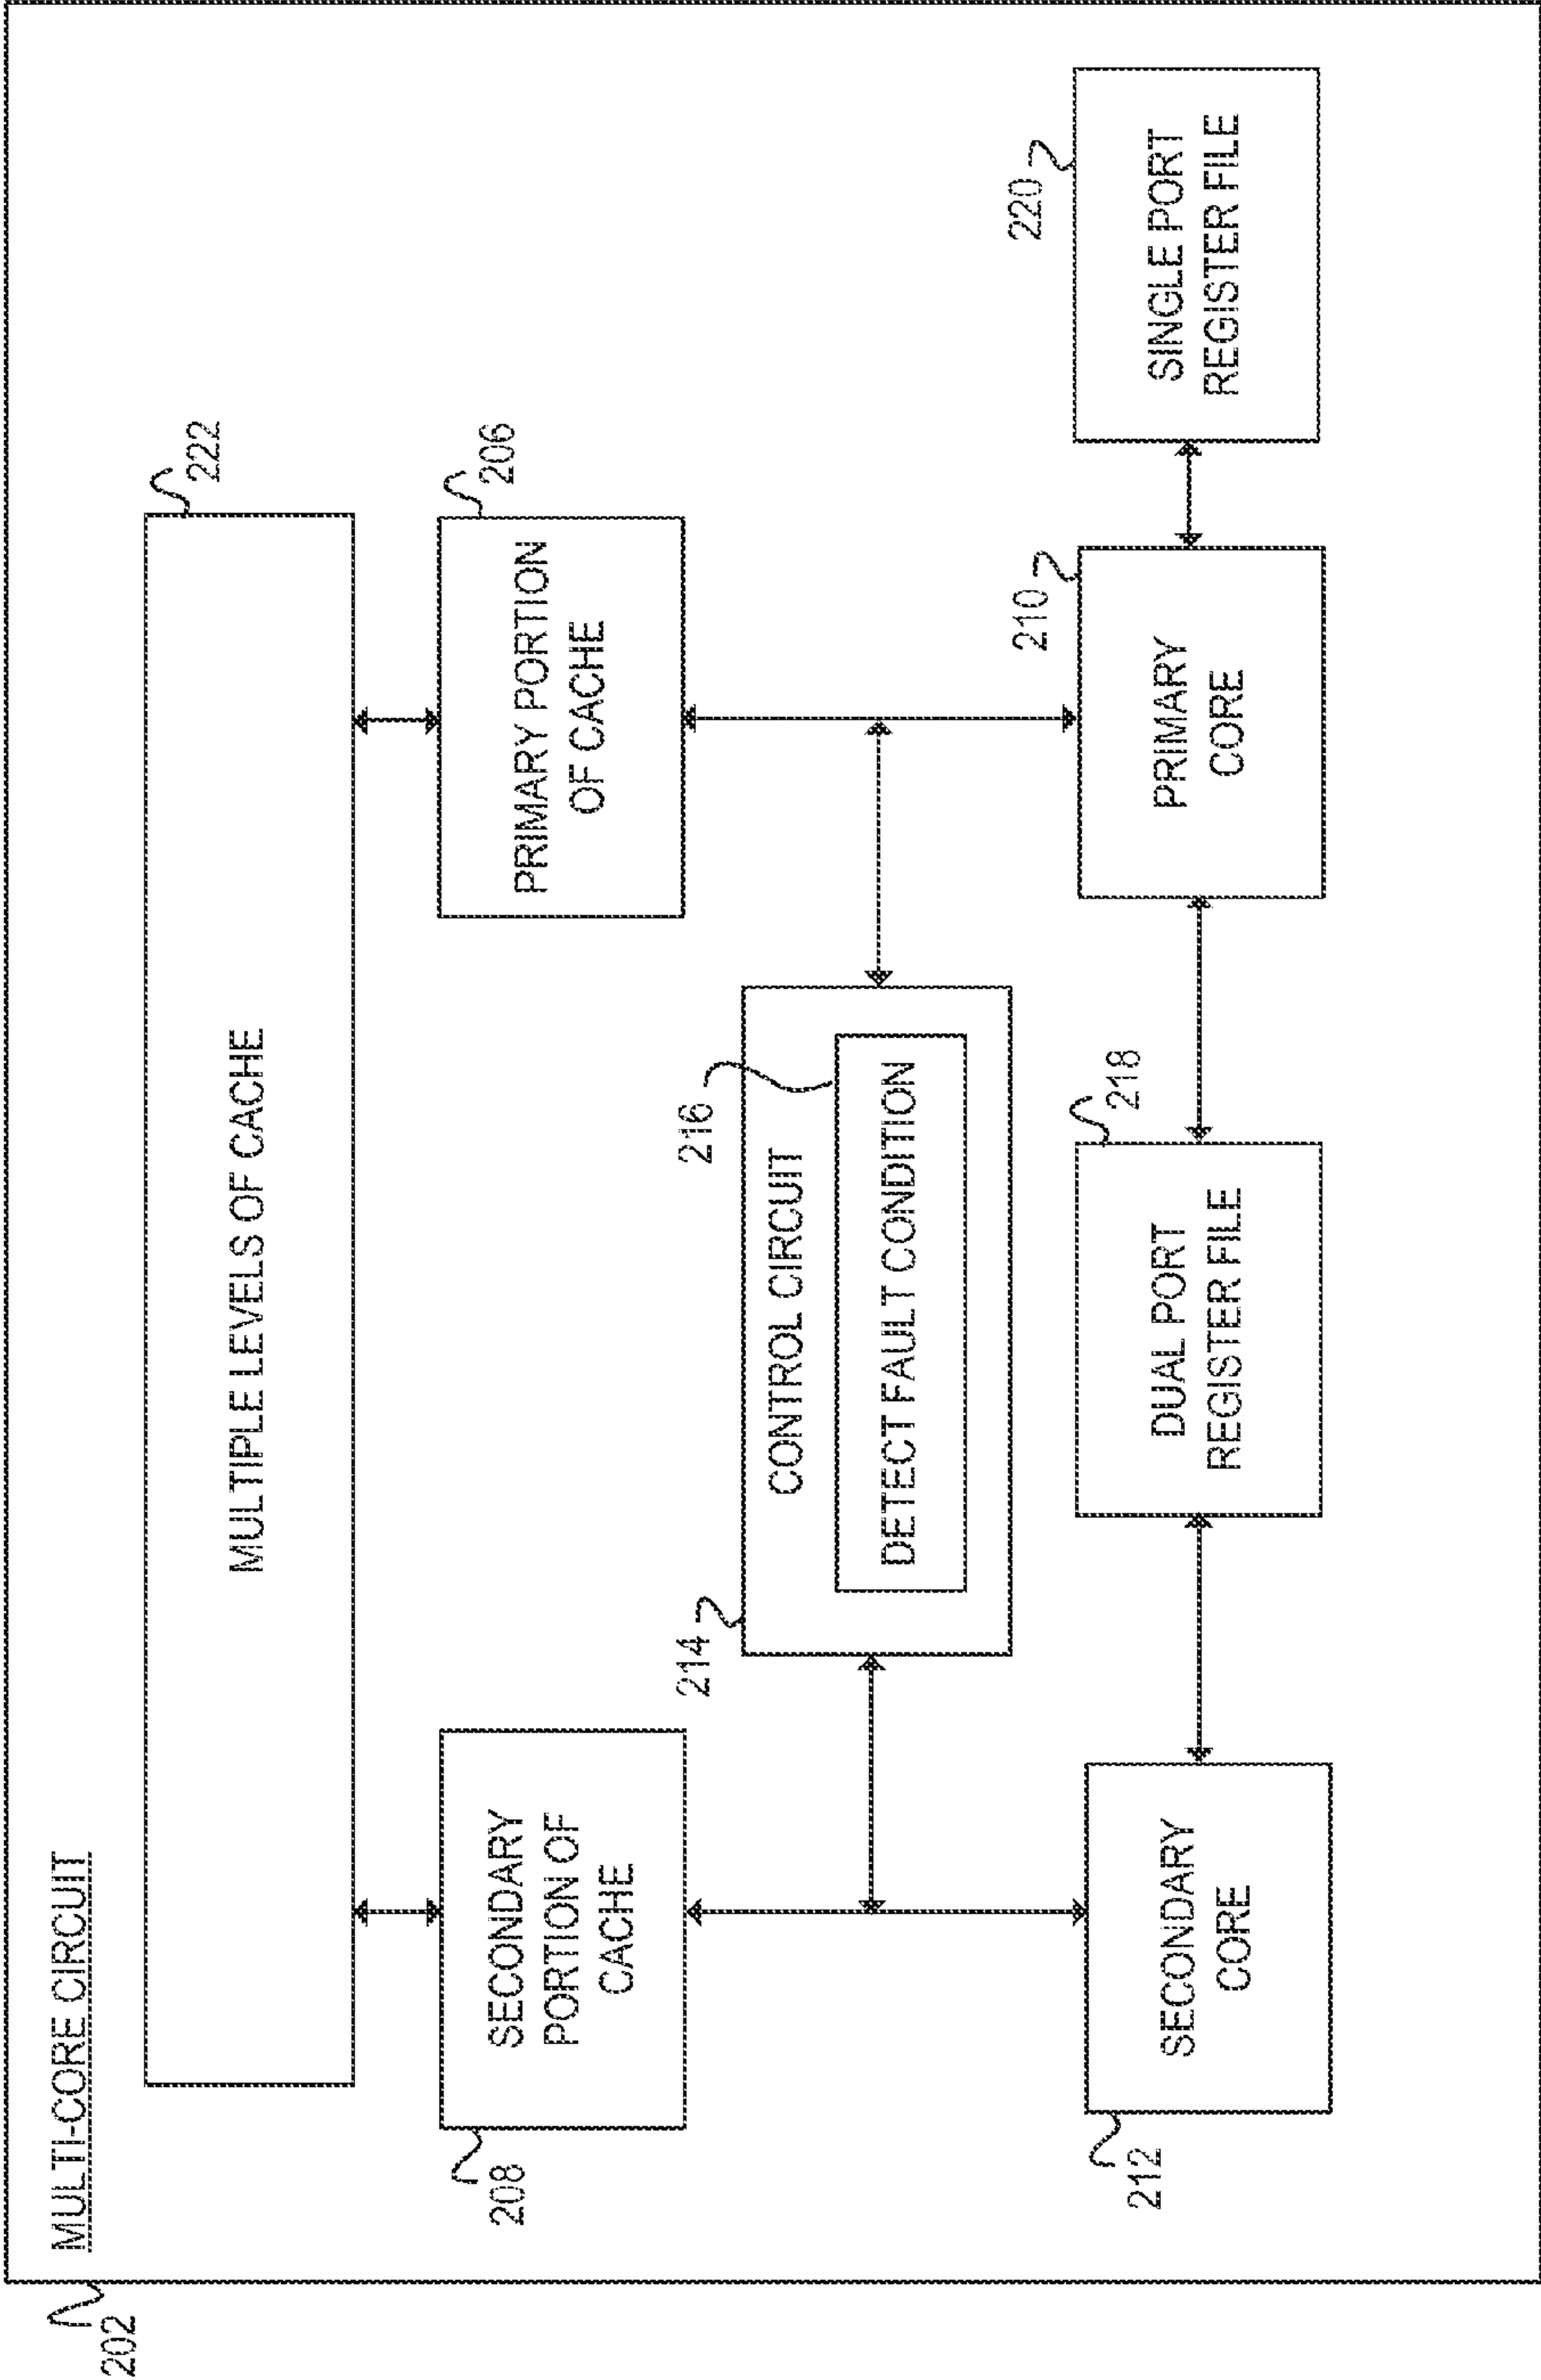 202
MULTI-CORE CIRCUIT
MULTIPLE LEVELS OF CACHE
222
208
SECONDARY
PORTION OF
CACHE
PRIMARY PORTION
OF CACHE
206
214
CONTROL CIRCUIT
216
DETECT FAULT CONDITION
212
SECONDARY
CORE
DUAL PORT
REGISTER FILE
218
210
PRIMARY
CORE
220
SINGLE PORT
REGISTER FILE